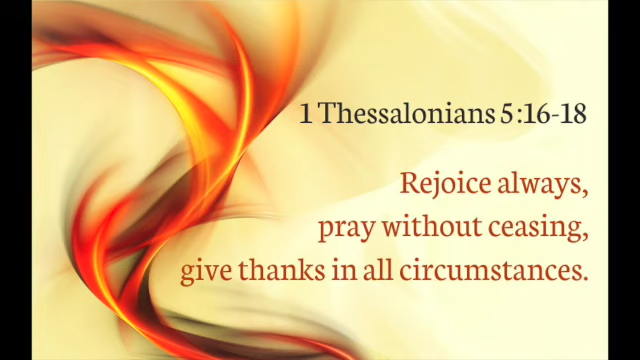 1 Thessalonians 5:16-18
Rejoice always,
pray without ceasing,
give thanks in all circumstances.